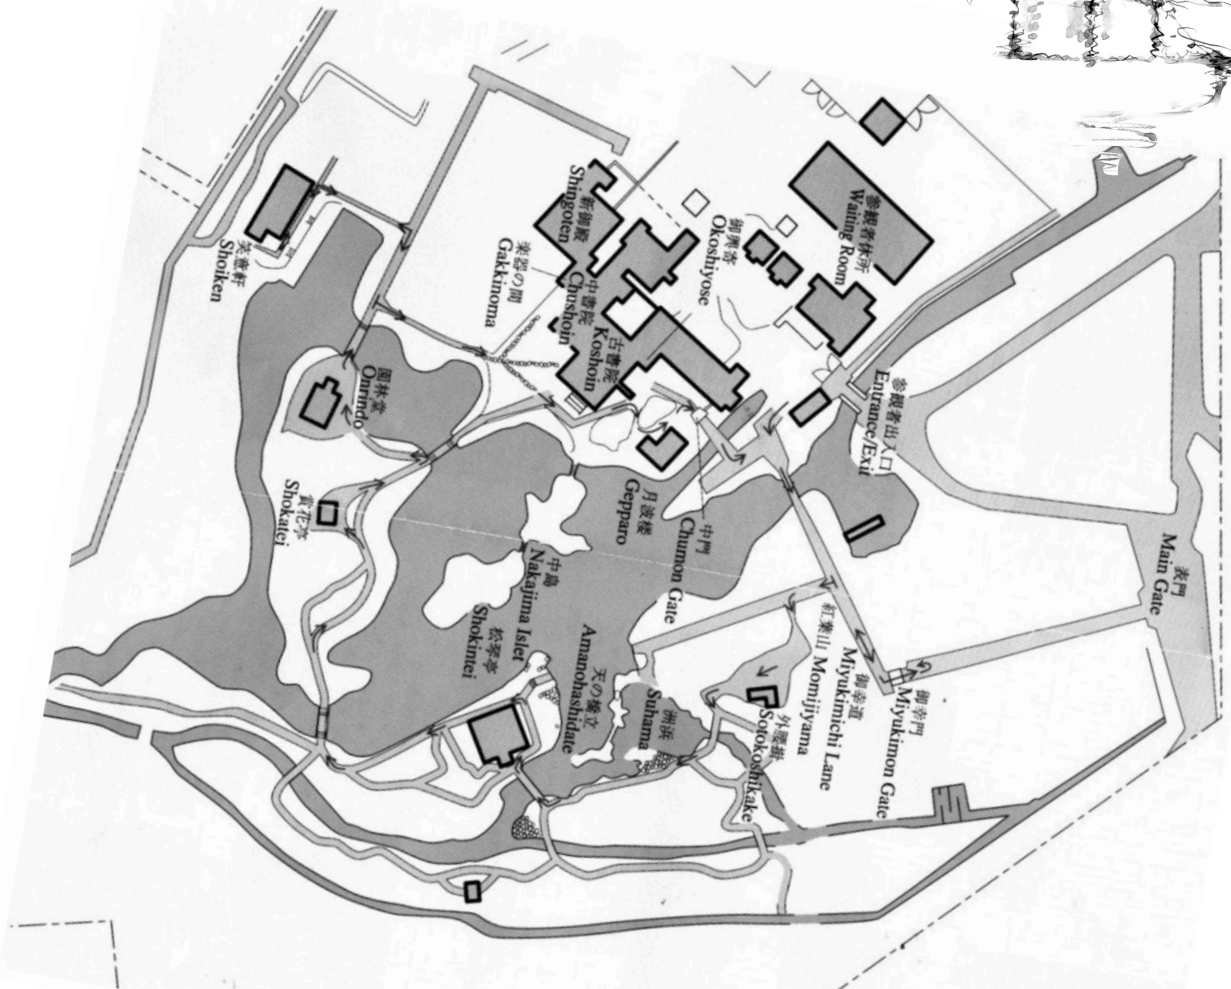 参観者休所
Waiting Room
御輿寄
Okoshiyose
新御殿
Shingoten
楽器の間
Gakkinoma
中書院
Chushoin
古書院
Koshoin
笑意軒
Shoiken
園林堂
Onrindo
賞花亭
Shokatei
参観者出入口
Entrance/Exit
月波楼
Gepparo
中門
Chumon Gate
表門
Main Gate
中島
Nakajima Islet
松琴亭
Shokintei
天の橋立
Amanohashidate
洲浜
Suhama
外腰掛
Sotokoshikake
紅葉山 Momijiyama
御幸道
Miyukimichi Lane
御幸門
Miyukimon Gate